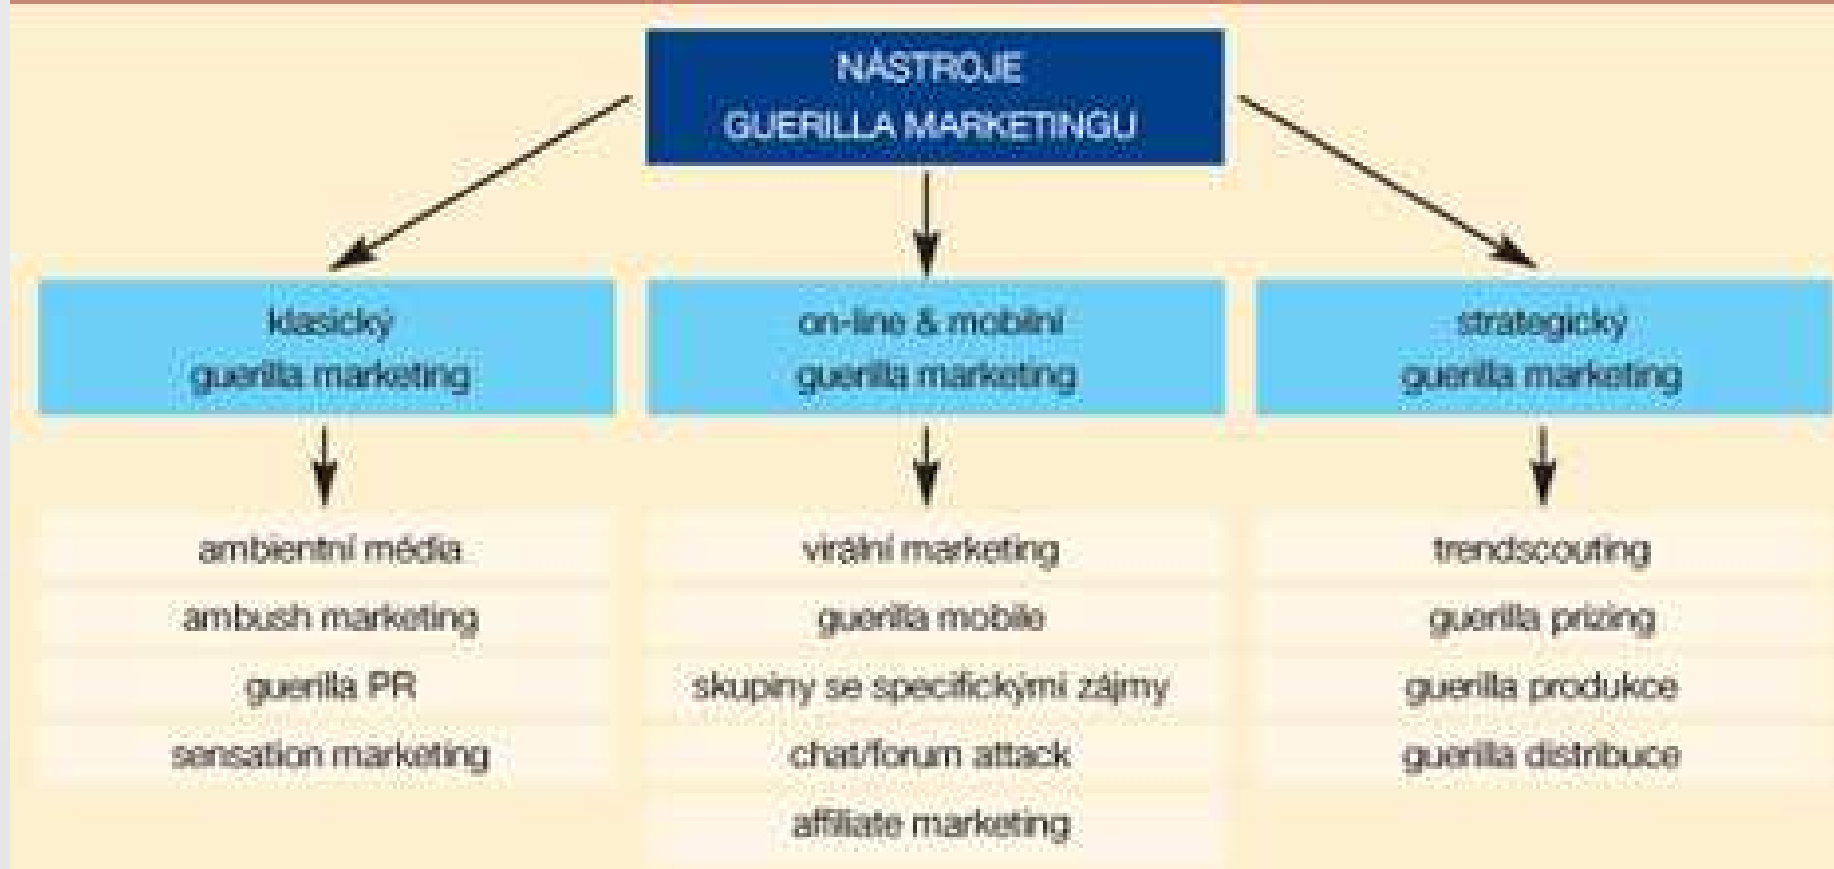 NÁSTROJE
GUERILLA MARKETINGU
klasický
guerilla marketing
on-line & mobilní
guerilla marketing
strategický
guerilla marketing
ambientní média
ambush marketing
guerilla PR
sensation marketing
virální marketing
guerilla mobile
skupiny se specifickými zájmy
chat/forum attack
affiliate marketing
trendscouting
guerilla prizing
guerilla produkce
guerilla distribuce